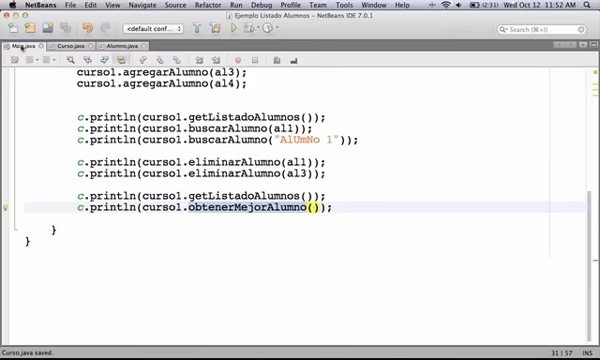 NetBeans File Edit View Navigate Source Refactor Run Debug Profile Team Tools Window Help (2:31) Wed Oct 12 11:52 AM
Ejemplo Listado Alumnos - NetBeans IDE 7.0.1
<default conf... Search (⌘+I)
Main.java Curso.java Alumno.java
curso1.agregarAlumno(al3);
curso1.agregarAlumno(al4);
c.println(curso1.getListadoAlumnos());
c.println(curso1.buscarAlumno(al1));
c.println(curso1.buscarAlumno("AlUmNo 1"));
c.println(curso1.eliminarAlumno(al1));
c.println(curso1.eliminarAlumno(al3));
c.println(curso1.getListadoAlumnos());
c.println(curso1.obtenerMejorAlumno());
}
}
Curso.java saved. 31 | 57 INS